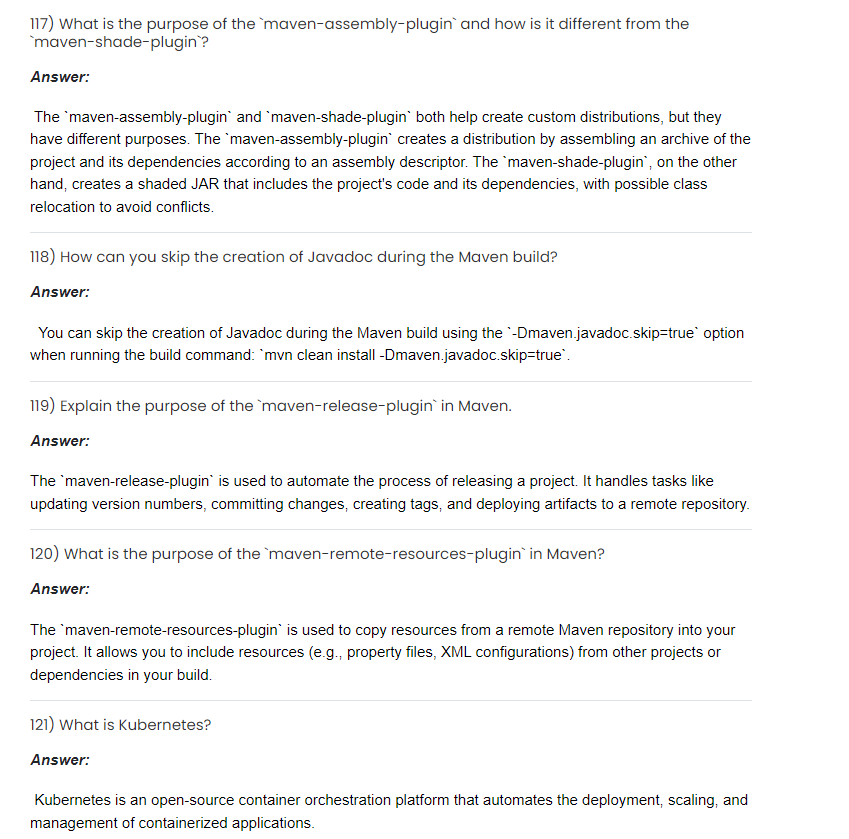 117) What is the purpose of the `maven-assembly-plugin` and how is it different from the
`maven-shade-plugin`?
Answer:
The `maven-assembly-plugin` and `maven-shade-plugin` both help create custom distributions, but they
have different purposes. The `maven-assembly-plugin` creates a distribution by assembling an archive of the
project and its dependencies according to an assembly descriptor. The `maven-shade-plugin`, on the other
hand, creates a shaded JAR that includes the project's code and its dependencies, with possible class
relocation to avoid conflicts.
118) How can you skip the creation of Javadoc during the Maven build?
Answer:
You can skip the creation of Javadoc during the Maven build using the `-Dmaven.javadoc.skip=true` option
when running the build command: `mvn clean install -Dmaven.javadoc.skip=true`.
119) Explain the purpose of the `maven-release-plugin` in Maven.
Answer:
The `maven-release-plugin` is used to automate the process of releasing a project. It handles tasks like
updating version numbers, committing changes, creating tags, and deploying artifacts to a remote repository.
120) What is the purpose of the `maven-remote-resources-plugin` in Maven?
Answer:
The `maven-remote-resources-plugin` is used to copy resources from a remote Maven repository into your
project. It allows you to include resources (e.g., property files, XML configurations) from other projects or
dependencies in your build.
121) What is Kubernetes?
Answer:
Kubernetes is an open-source container orchestration platform that automates the deployment, scaling, and
management of containerized applications.